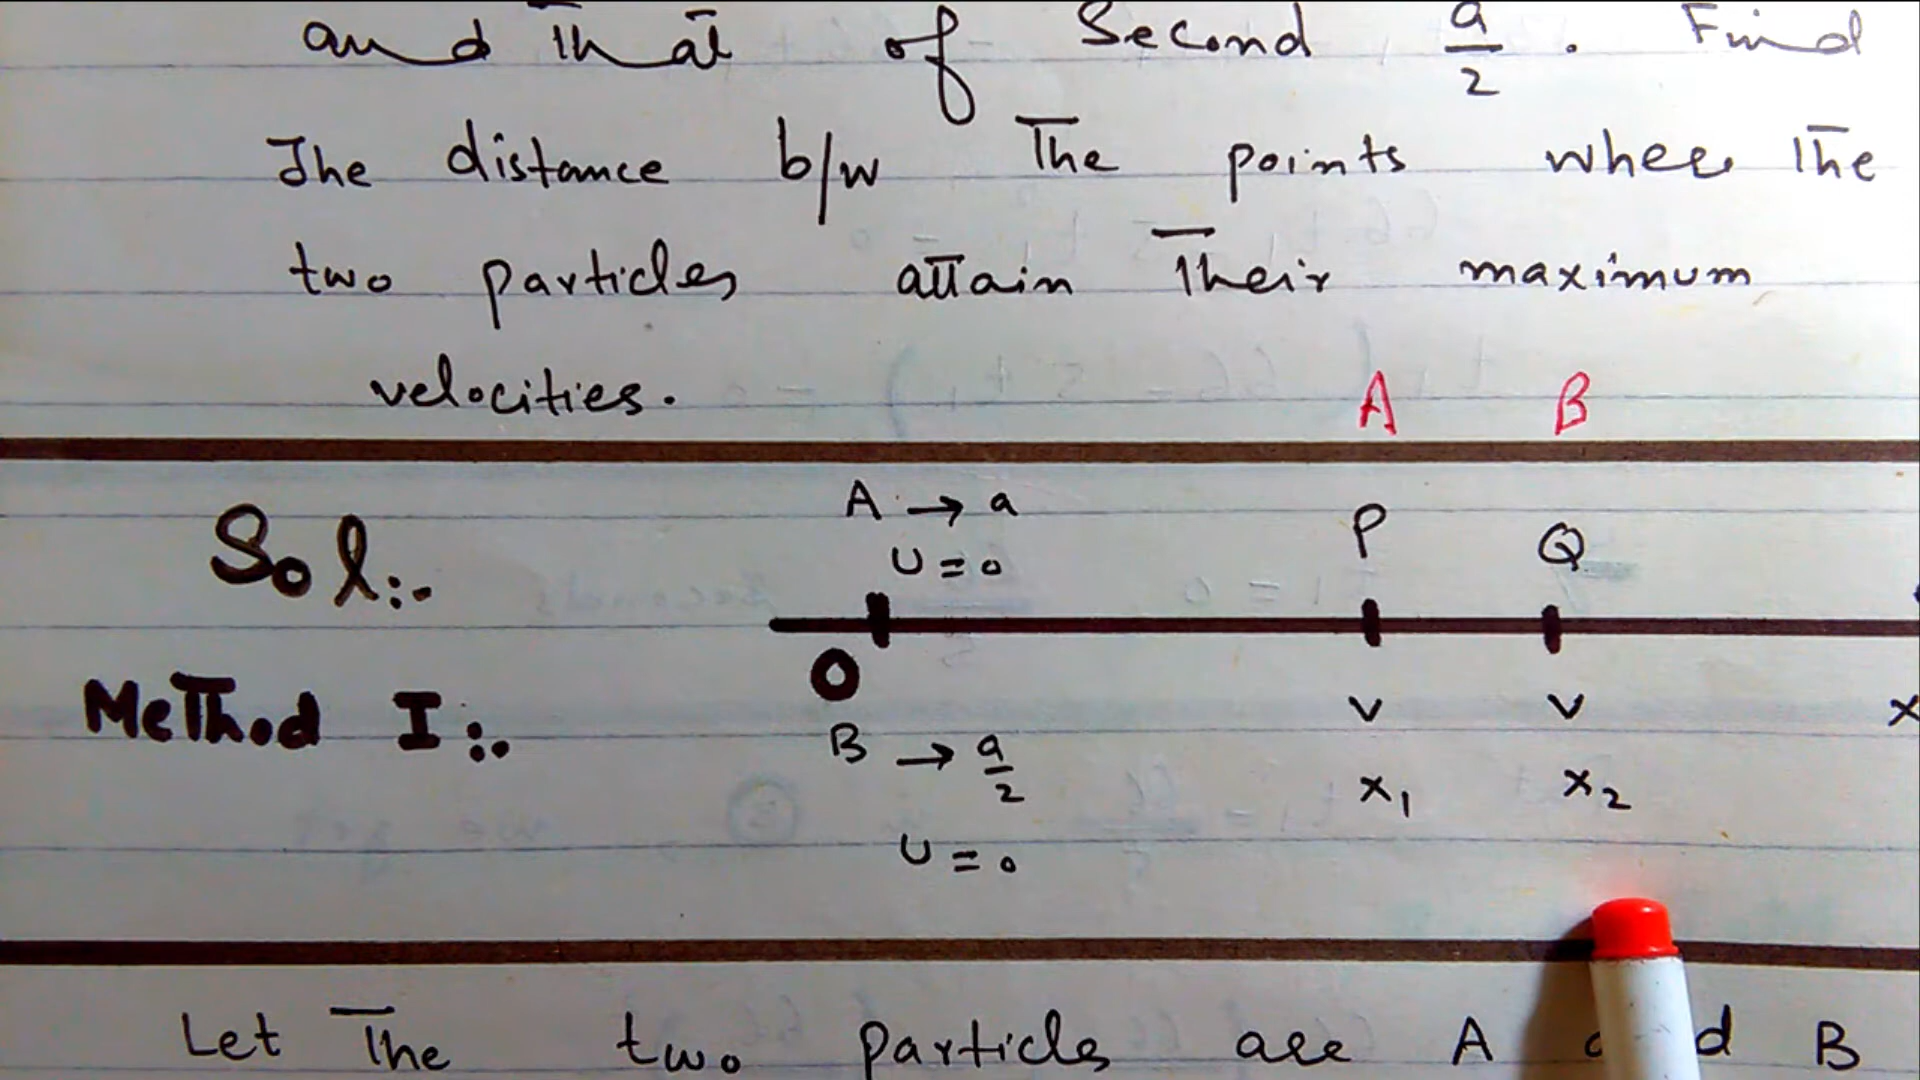 and that of Second a/2 . Find
The distance b/w The points where The
two particles attain Their maximum
velocities.
A B
A → a
U = 0
P Q
Sol:-
O
v v x
Method I:-
B → a/2
x1 x2
U = 0
Let The two particles are A d B